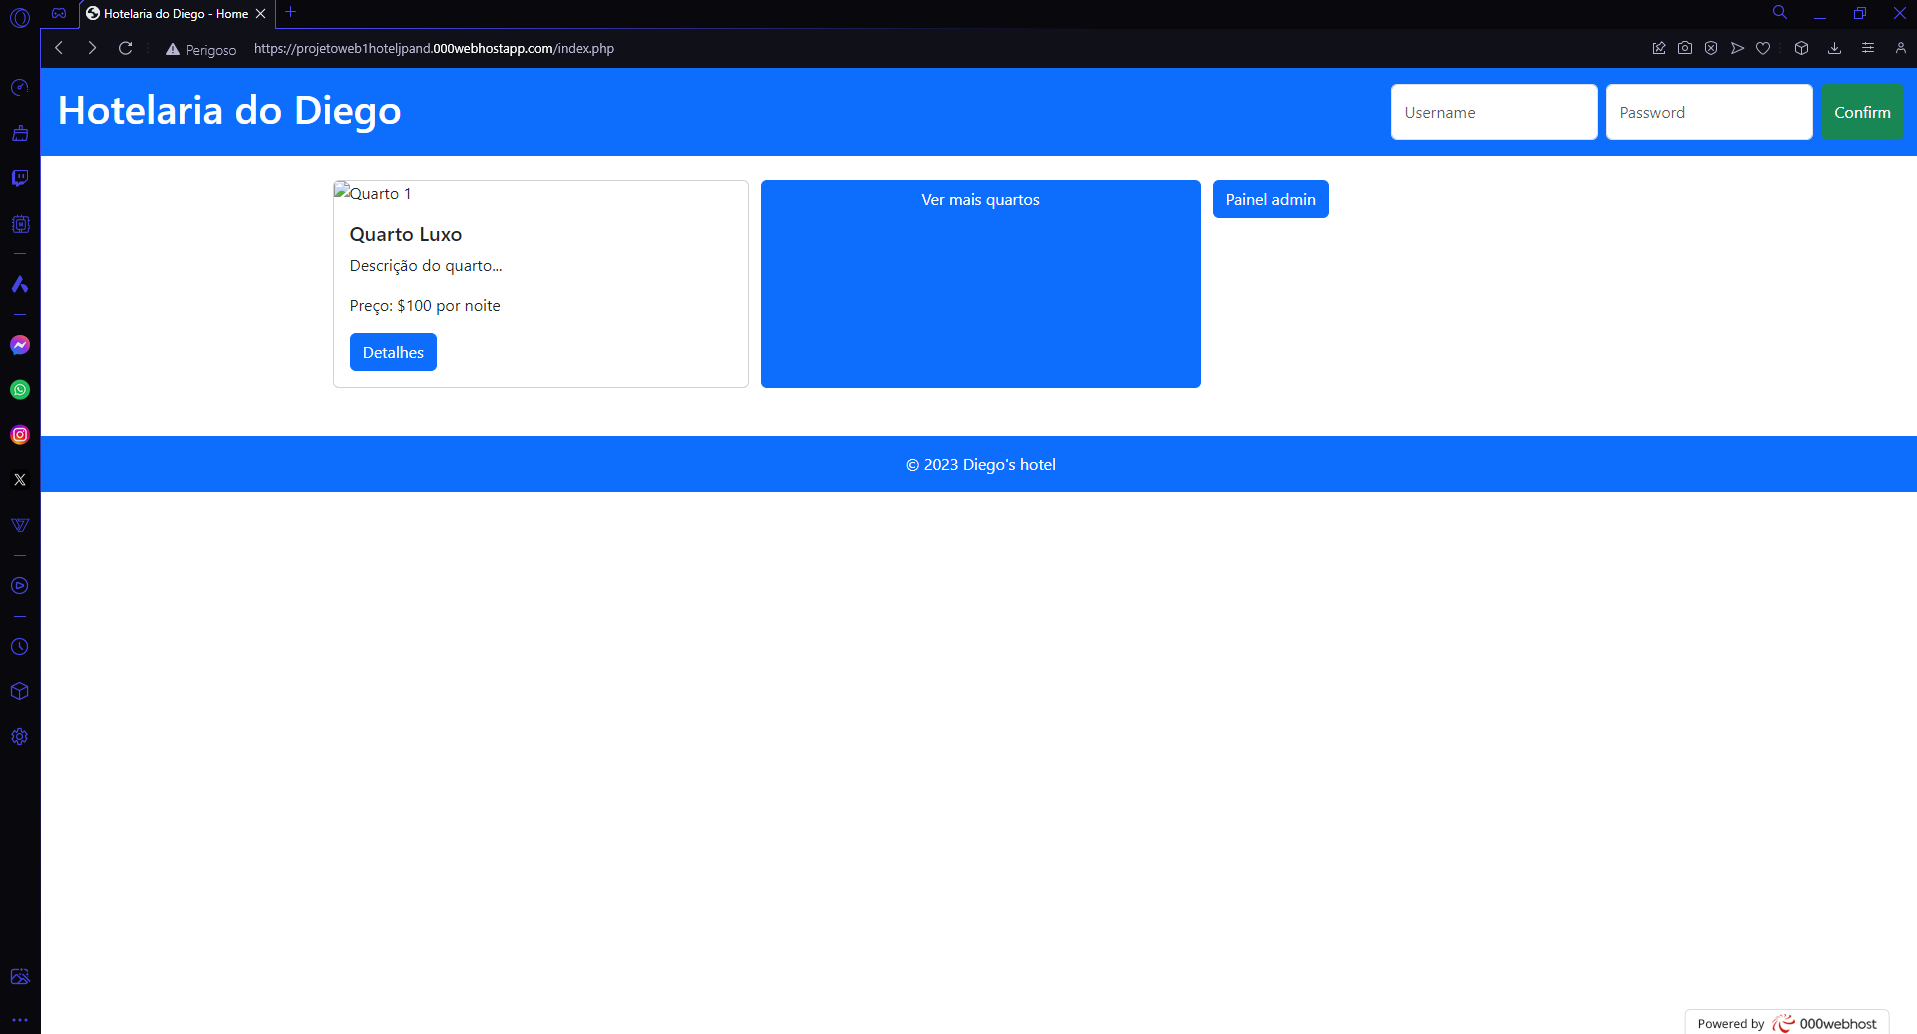 Hotelaria do Diego - Home
Perigoso
https://projetoweb1hoteljpand.000webhostapp.com/index.php
Hotelaria do Diego
Username
Password
Confirm
Quarto 1
Quarto Luxo
Descrição do quarto...
Preço: $100 por noite
Detalhes
Ver mais quartos
Painel admin
© 2023 Diego's hotel
Powered by 000webhost